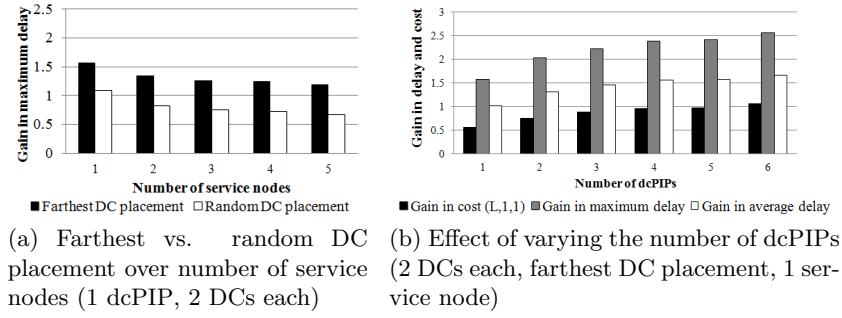 2.5
2
1.5
1
0.5
0
Gain in maximum delay
1 2 3 4 5
Number of service nodes
Farthest DC placement Random DC placement
(a) Farthest vs. random DC
placement over number of service
nodes (1 dcPIP, 2 DCs each)
3
2.5
2
1.5
1
0.5
0
Gain in delay and cost
1 2 3 4 5 6
Number of dcPIPs
Gain in cost (L,1,1) Gain in maximum delay Gain in average delay
(b) Effect of varying the number of dcPIPs
(2 DCs each, farthest DC placement, 1 ser-
vice node)